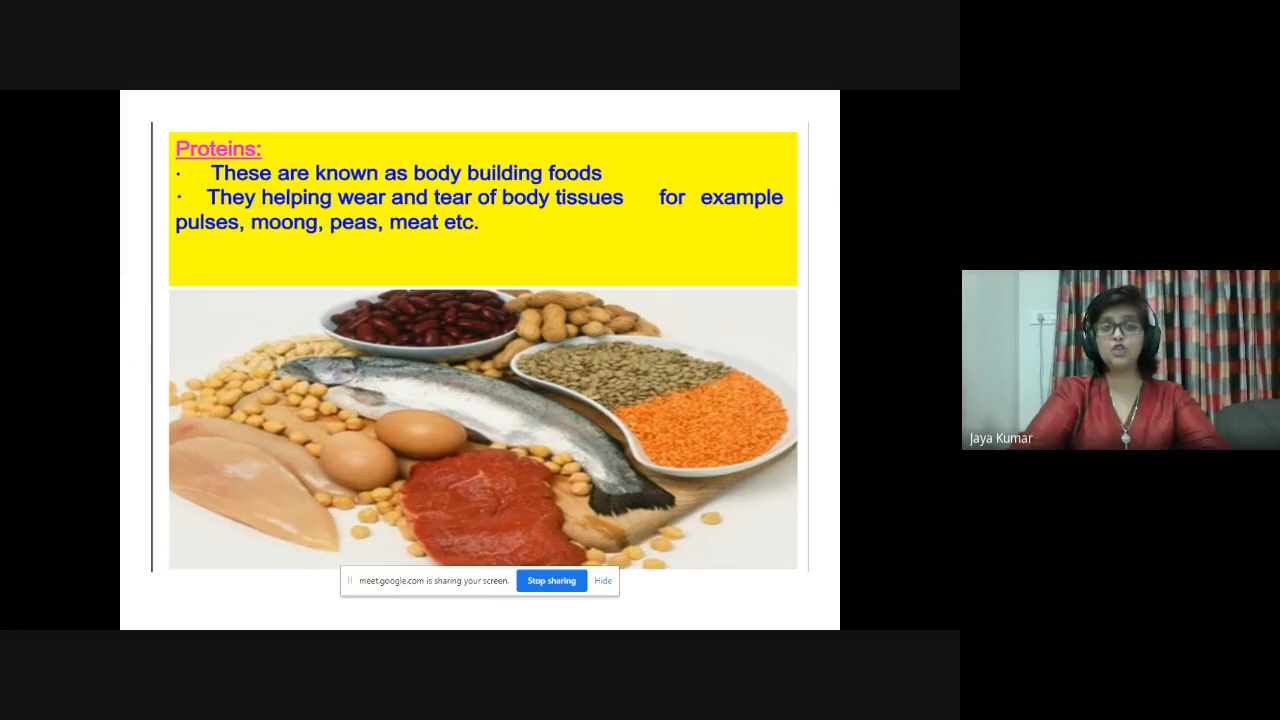 Proteins:
· These are known as body building foods
· They helping wear and tear of body tissues for example
pulses, moong, peas, meat etc.
meet.google.com is sharing your screen. Stop sharing Hide
Jaya Kumar